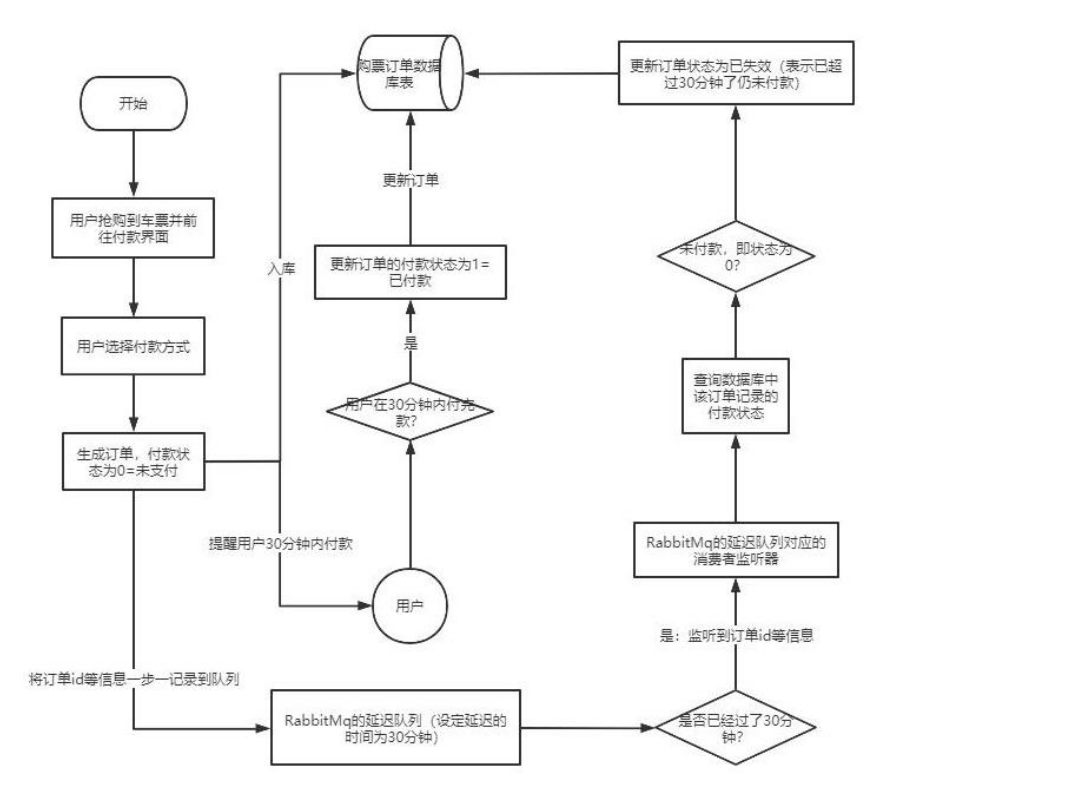 开始
用户抢购到车票并前
往付款界面
用户选择付款方式
生成订单，付款状
态为0=未支付
入库
提醒用户30分钟内付款
将订单id等信息一步一记录到队列
购票订单数据
库表
更新订单
更新订单的付款状态为1=
已付款
是
用户在30分钟内付完
款?
用户
RabbitMq的延迟队列（设定延迟的
时间为30分钟）
是否已经过了30分
钟?
是：监听到订单id等信息
RabbitMq的延迟队列对应的
消费者监听器
查询数据库中
该订单记录的
付款状态
未付款，即状态为
0?
更新订单状态为已失效（表示已超
过30分钟了仍未付款）